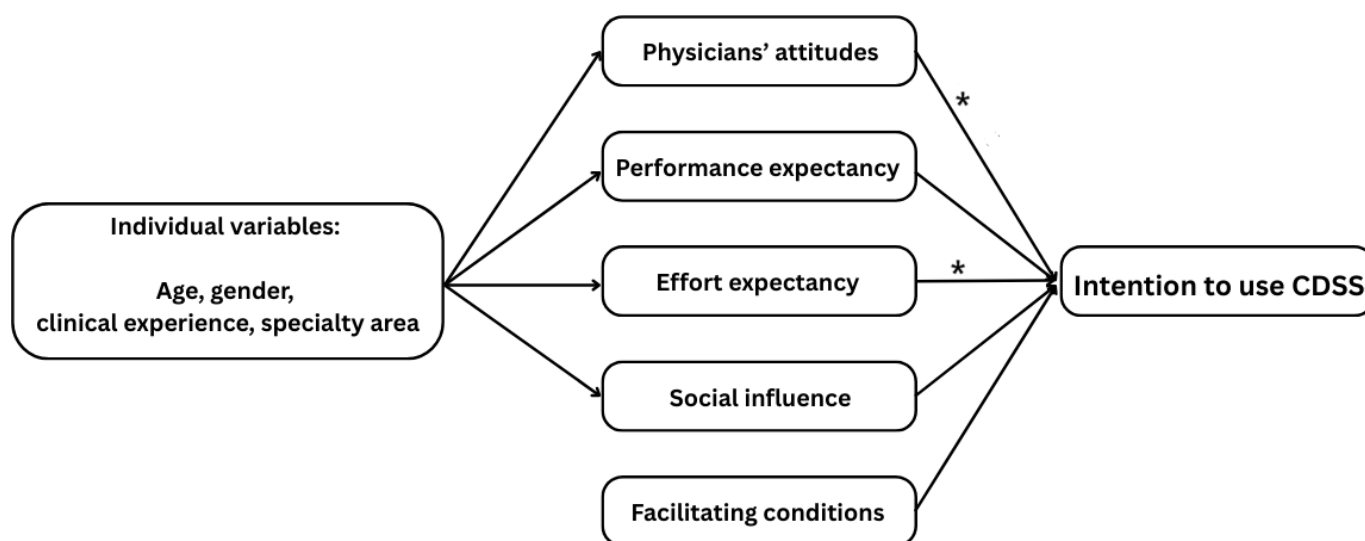 Physicians’ attitudes
*
Performance expectancy
Individual variables:
Age, gender,
clinical experience, specialty area
Effort expectancy
*
Intention to use CDSS
Social influence
Facilitating conditions